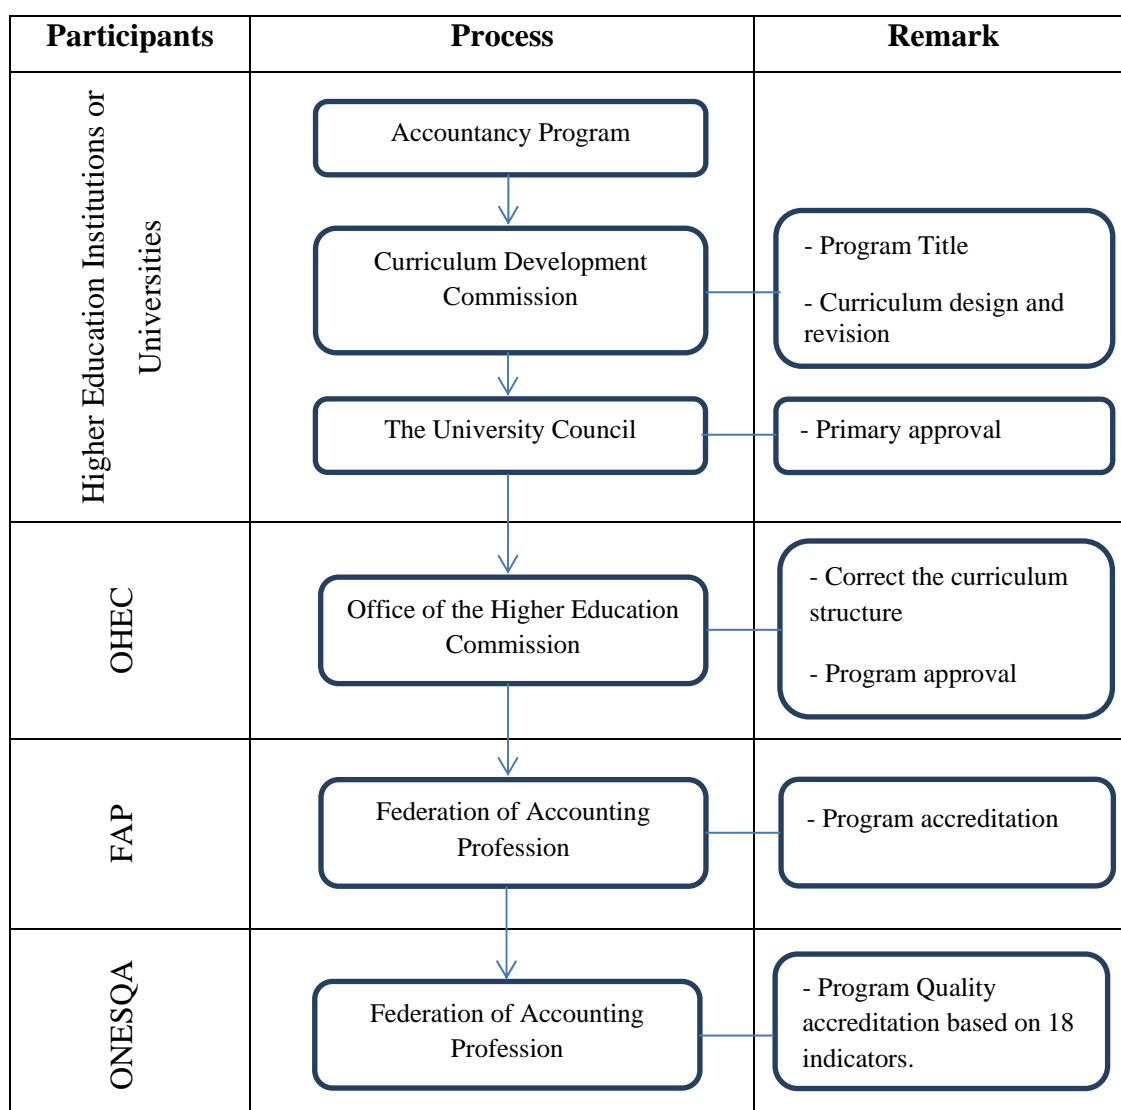 Participants
Process
Remark
Higher Education Institutions or
Universities
Accountancy Program
Curriculum Development
Commission
- Program Title
- Curriculum design and
revision
The University Council
- Primary approval
OHEC
Office of the Higher Education
Commission
- Correct the curriculum
structure
- Program approval
FAP
Federation of Accounting
Profession
- Program accreditation
ONESQA
Federation of Accounting
Profession
- Program Quality
accreditation based on 18
indicators.